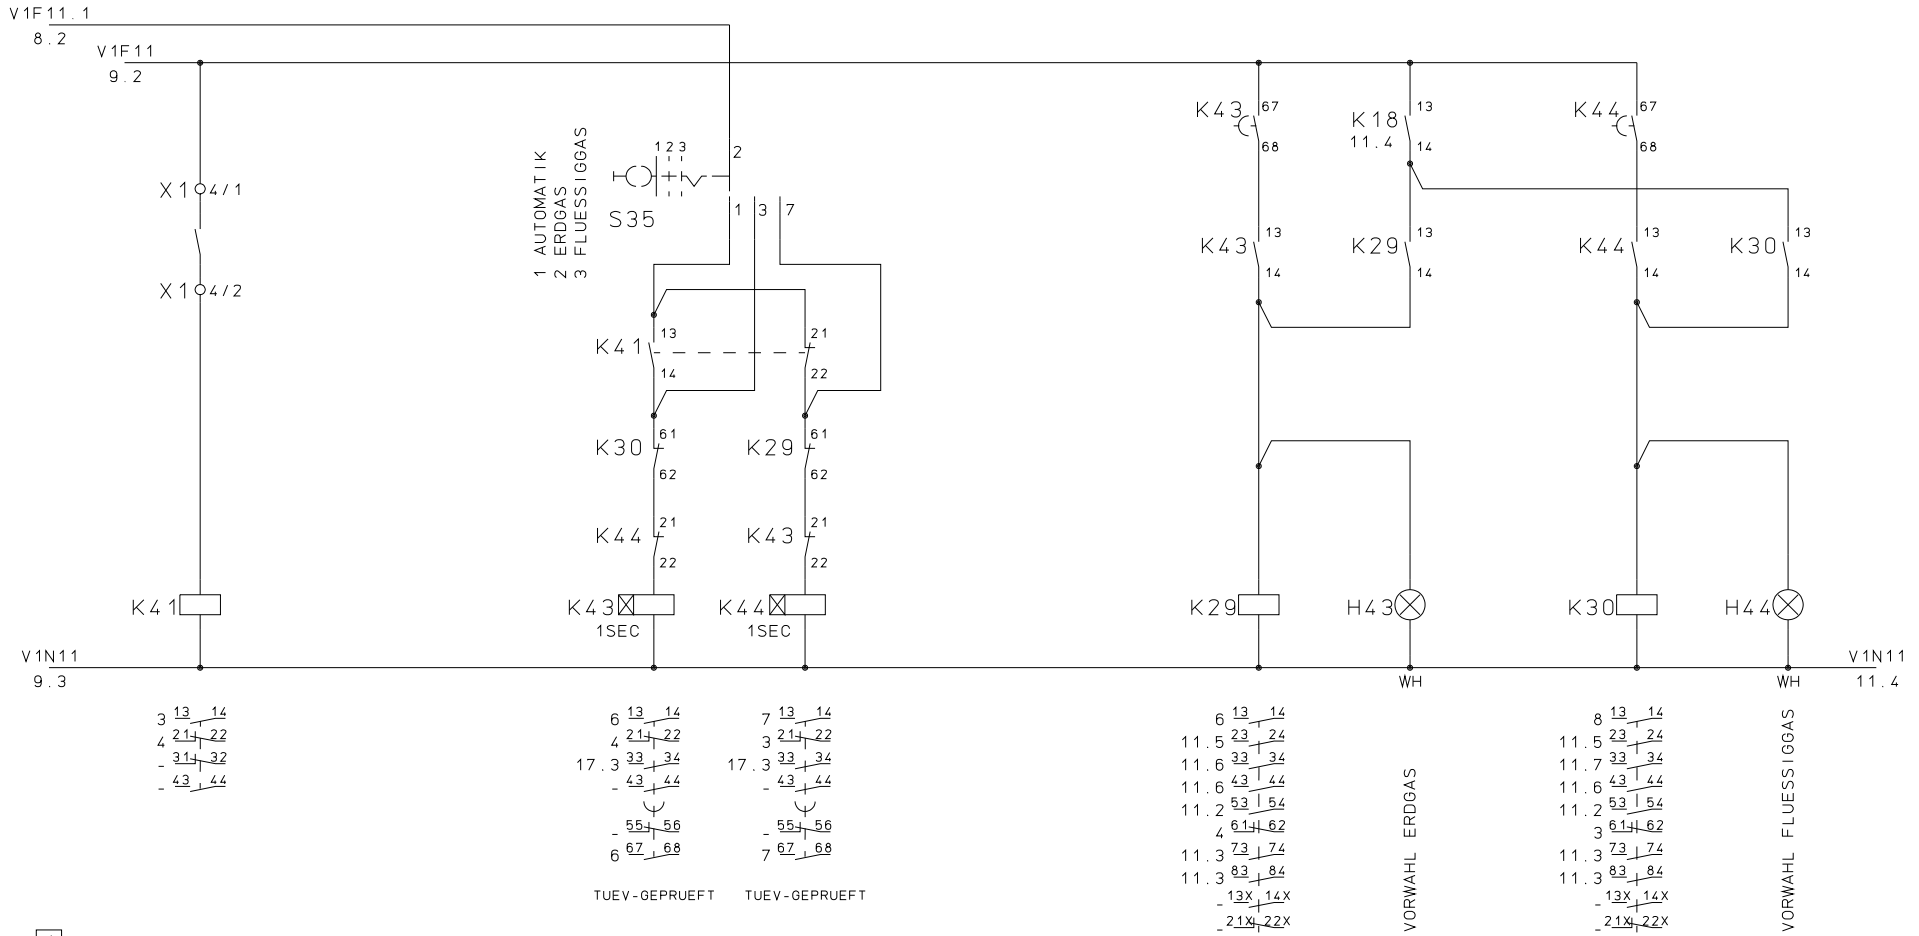 V1F11.1
8.2
V1F11
9.2
X1 4/1
X1 4/2
K41
1 AUTOMATIK
2 ERDGAS
3 FLUESSIGGAS
1 2 3
2
S35
1 3 7
K41 13 14
21 22
K30 61 62
K29 61 62
K44 21 22
K43 21 22
K43
1SEC
K44
1SEC
K43 67 68
K18 13
11.4 14
K44 67 68
K43 13 14
K29 13 14
K44 13 14
K30 13 14
K29
H43
K30
H44
V1N11
9.3
WH
WH
V1N11
11.4
3 13 14
4 21 22
- 31 32
- 43 44
6 13 14
4 21 22
17.3 33 34
- 43 44
- 55 56
6 67 68
TUEV-GEPRUEFT
7 13 14
3 21 22
17.3 33 34
- 43 44
- 55 56
7 67 68
TUEV-GEPRUEFT
6 13 14
11.5 23 24
11.6 33 34
11.6 43 44
11.2 53 54
4 61 62
11.3 73 74
11.3 83 84
- 13X 14X
- 21X 22X
VORWAHL ERDGAS
8 13 14
11.5 23 24
11.7 33 34
11.6 43 44
11.2 53 54
3 61 62
11.3 73 74
11.3 83 84
- 13X 14X
- 21X 22X
VORWAHL FLUESSIGGAS